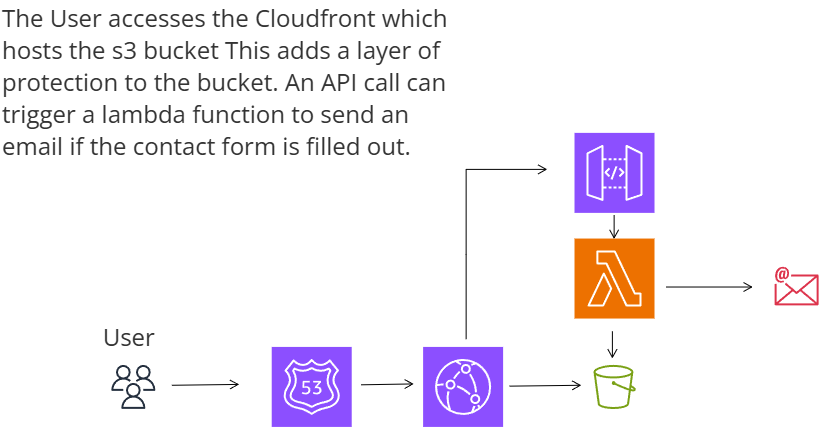 The User accesses the Cloudfront which
hosts the s3 bucket This adds a layer of
protection to the bucket. An API call can
trigger a lambda function to send an
email if the contact form is filled out.
</>
@
User
53